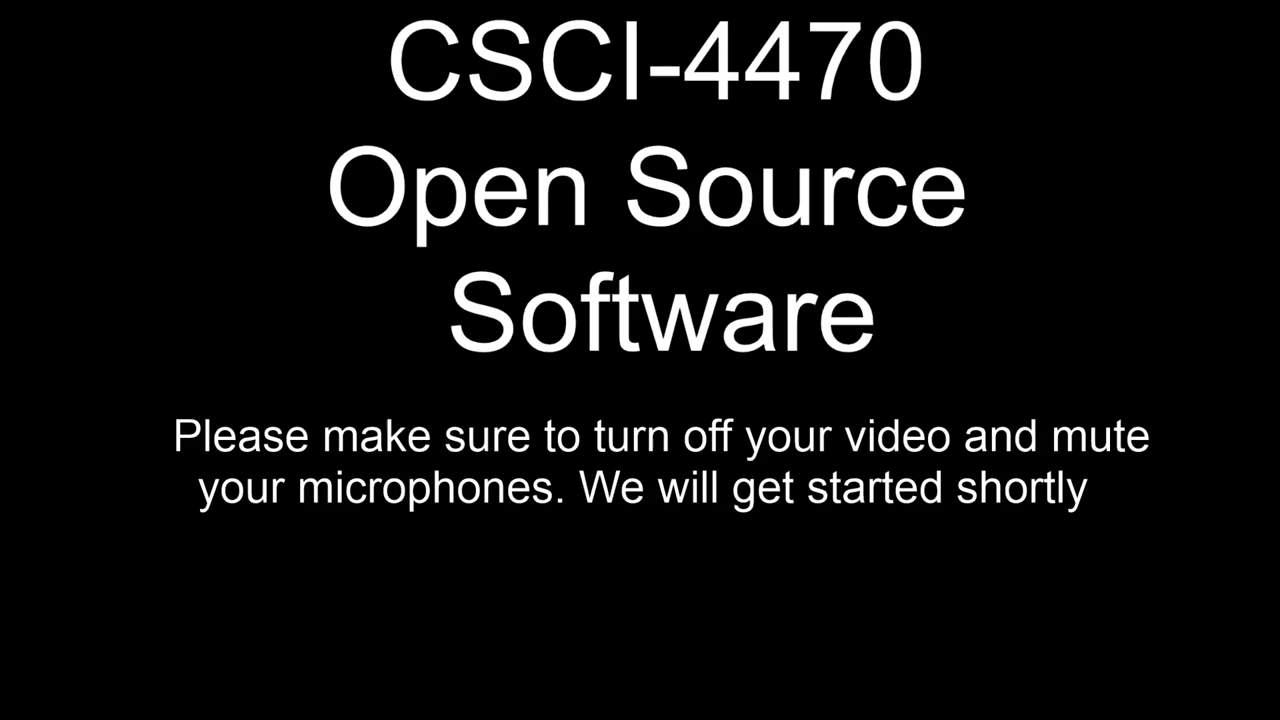 CSCI-4470
Open Source
Software
Please make sure to turn off your video and mute
your microphones. We will get started shortly